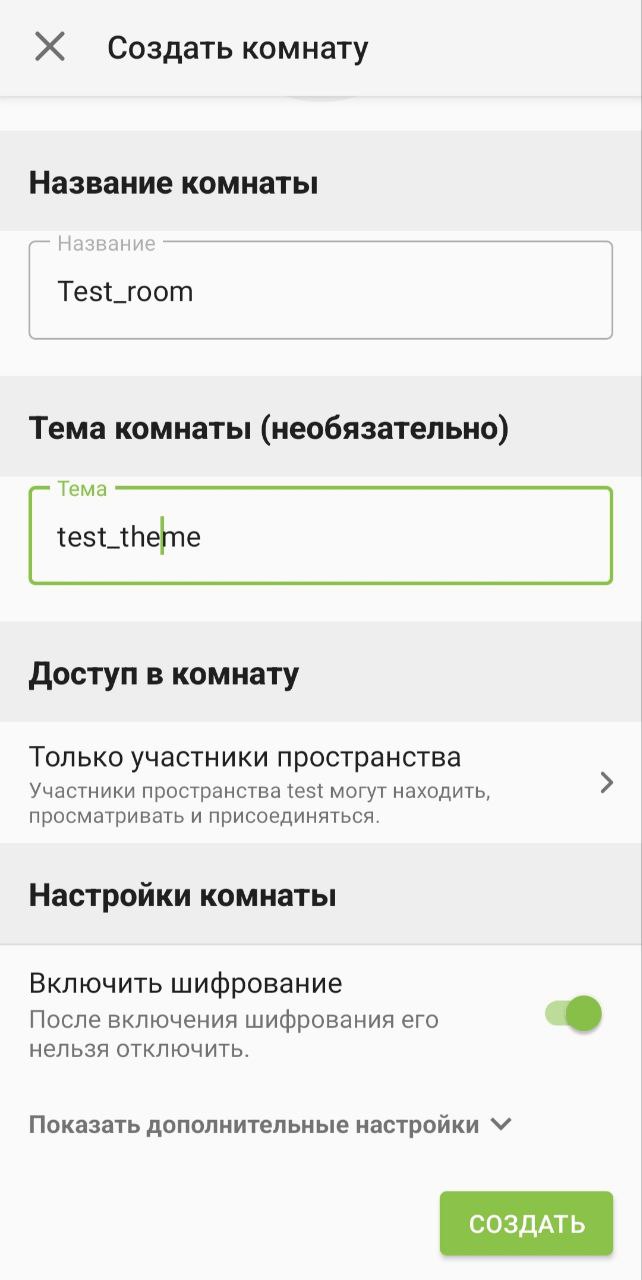 Создать комнату
Название комнаты
Название
Test_room
Тема комнаты (необязательно)
Тема
test_theme
Доступ в комнату
Только участники пространства
Участники пространства test могут находить,
просматривать и присоединяться.
Настройки комнаты
Включить шифрование
После включения шифрования его
нельзя отключить.
Показать дополнительные настройки
СОЗДАТЬ